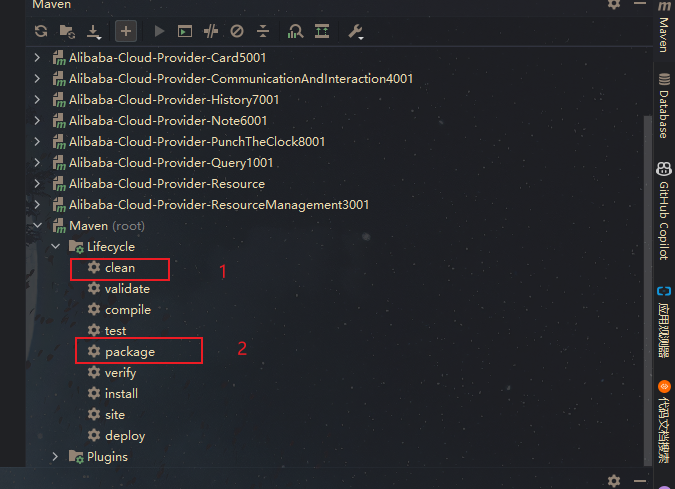 Maven
Alibaba-Cloud-Provider-Card5001
Alibaba-Cloud-Provider-CommunicationAndInteraction4001
Alibaba-Cloud-Provider-History7001
Alibaba-Cloud-Provider-Note6001
Alibaba-Cloud-Provider-PunchTheClock8001
Alibaba-Cloud-Provider-Query1001
Alibaba-Cloud-Provider-Resource
Alibaba-Cloud-Provider-ResourceManagement3001
Maven (root)
Lifecycle
clean 1
validate
compile
test
package 2
verify
install
site
deploy
Plugins
Maven
Database
GitHub Copilot
应用观测器
代码文档搜索